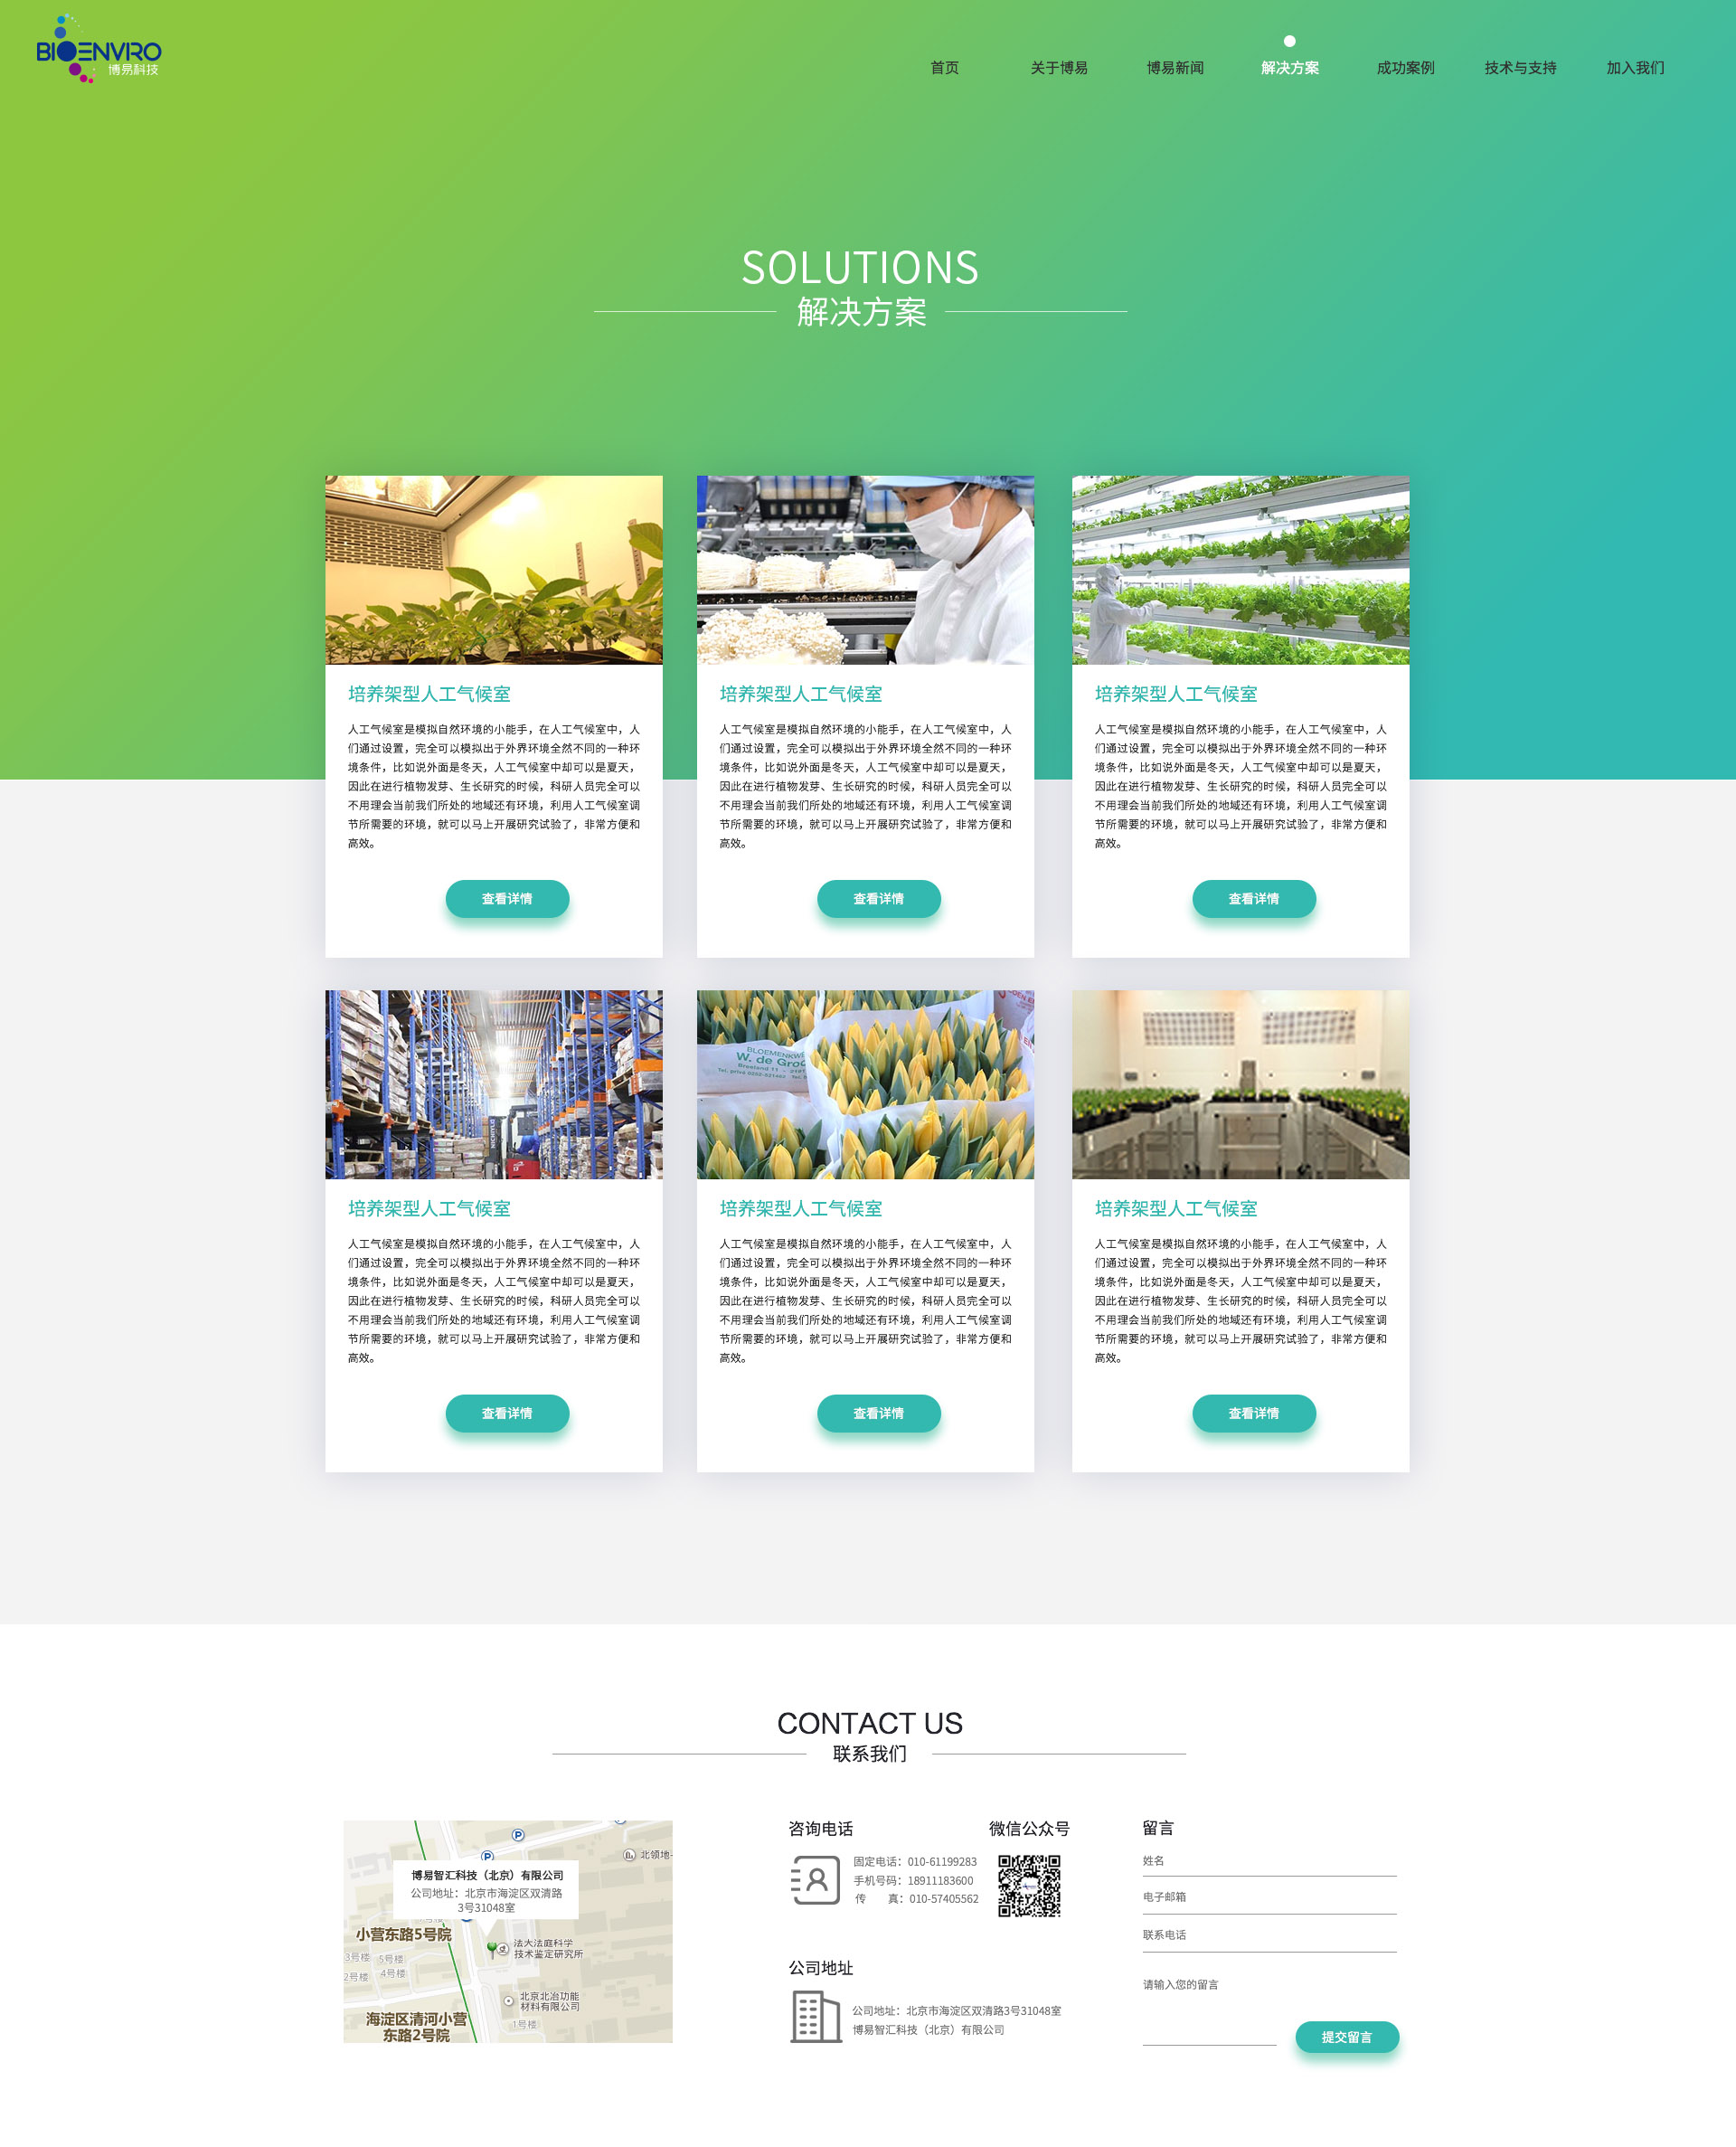 BIOENVIRO
博易科技
首页 关于博易 博易新闻 解决方案 成功案例 技术与支持 加入我们
SOLUTIONS
解决方案
培养架型人工气候室
人工气候室是模拟自然环境的小能手，在人工气候室中，人
们通过设置，完全可以模拟出于外界环境全然不同的一种环
境条件，比如说外面是冬天，人工气候室中却可以是夏天，
因此在进行植物发芽、生长研究的时候，科研人员完全可以
不用理会当前我们所处的地域还有环境，利用人工气候室调
节所需要的环境，就可以马上开展研究试验了，非常方便和
高效。
查看详情
培养架型人工气候室
人工气候室是模拟自然环境的小能手，在人工气候室中，人
们通过设置，完全可以模拟出于外界环境全然不同的一种环
境条件，比如说外面是冬天，人工气候室中却可以是夏天，
因此在进行植物发芽、生长研究的时候，科研人员完全可以
不用理会当前我们所处的地域还有环境，利用人工气候室调
节所需要的环境，就可以马上开展研究试验了，非常方便和
高效。
查看详情
培养架型人工气候室
人工气候室是模拟自然环境的小能手，在人工气候室中，人
们通过设置，完全可以模拟出于外界环境全然不同的一种环
境条件，比如说外面是冬天，人工气候室中却可以是夏天，
因此在进行植物发芽、生长研究的时候，科研人员完全可以
不用理会当前我们所处的地域还有环境，利用人工气候室调
节所需要的环境，就可以马上开展研究试验了，非常方便和
高效。
查看详情
培养架型人工气候室
人工气候室是模拟自然环境的小能手，在人工气候室中，人
们通过设置，完全可以模拟出于外界环境全然不同的一种环
境条件，比如说外面是冬天，人工气候室中却可以是夏天，
因此在进行植物发芽、生长研究的时候，科研人员完全可以
不用理会当前我们所处的地域还有环境，利用人工气候室调
节所需要的环境，就可以马上开展研究试验了，非常方便和
高效。
查看详情
BLOEMENKW
W. de Groo
培养架型人工气候室
人工气候室是模拟自然环境的小能手，在人工气候室中，人
们通过设置，完全可以模拟出于外界环境全然不同的一种环
境条件，比如说外面是冬天，人工气候室中却可以是夏天，
因此在进行植物发芽、生长研究的时候，科研人员完全可以
不用理会当前我们所处的地域还有环境，利用人工气候室调
节所需要的环境，就可以马上开展研究试验了，非常方便和
高效。
查看详情
培养架型人工气候室
人工气候室是模拟自然环境的小能手，在人工气候室中，人
们通过设置，完全可以模拟出于外界环境全然不同的一种环
境条件，比如说外面是冬天，人工气候室中却可以是夏天，
因此在进行植物发芽、生长研究的时候，科研人员完全可以
不用理会当前我们所处的地域还有环境，利用人工气候室调
节所需要的环境，就可以马上开展研究试验了，非常方便和
高效。
查看详情
CONTACT US
联系我们
P
P
北领地
博易智汇科技（北京）有限公司
公司地址：北京市海淀区双清路
3号31048室
小营东路5号院
法大法庭科学
技术鉴定研究所
3号楼 5号楼
2号楼 4号楼
北京北冶功能
材料有限公司
1号楼
海淀区清河小营
东路2号院
咨询电话
固定电话：010-61199283
手机号码：18911183600
传 真：010-57405562
微信公众号
公司地址
公司地址：北京市海淀区双清路3号31048室
博易智汇科技（北京）有限公司
留言
姓名
电子邮箱
联系电话
请输入您的留言
提交留言